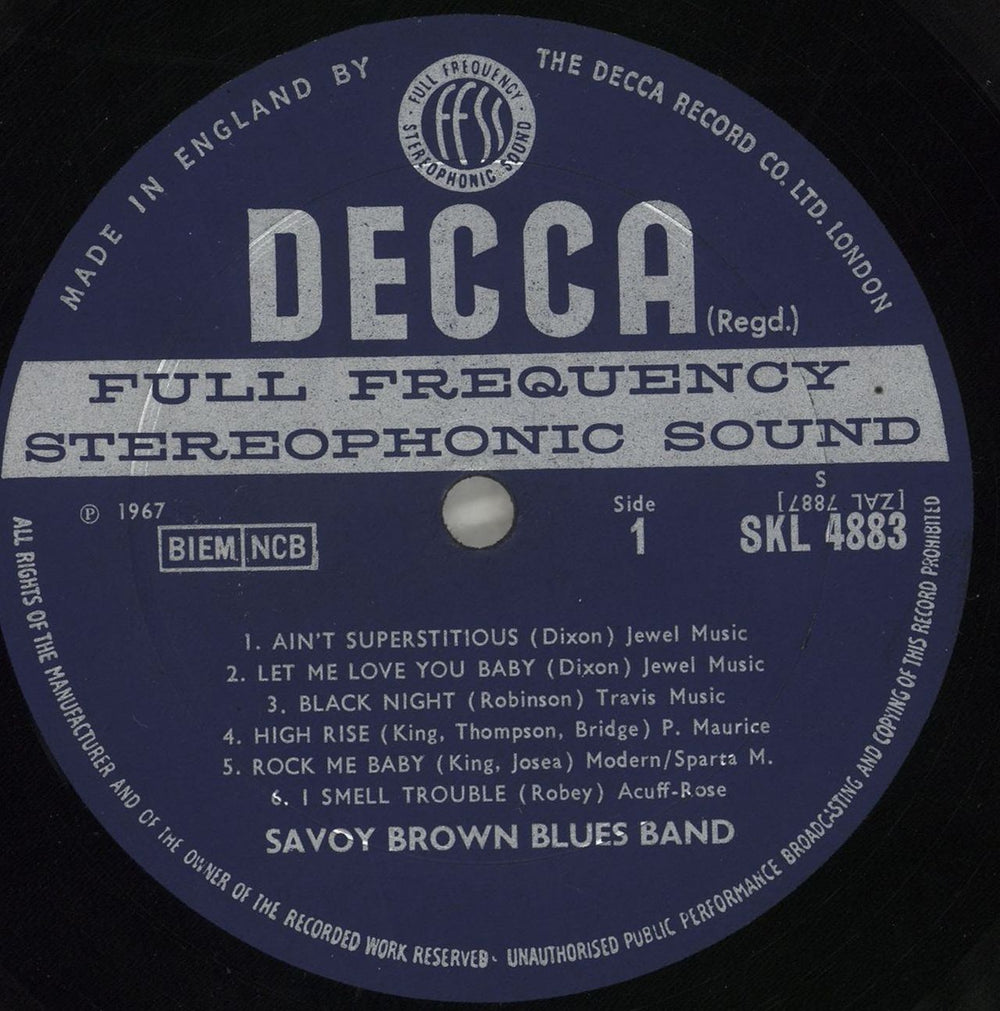 MADE IN ENGLAND BY
THE DECCA RECORD CO. LTD. LONDON
· FULL FREQUENCY ·
FFSS
STEREOPHONIC SOUND
DECCA
(Regd.)
FULL FREQUENCY
STEREOPHONIC SOUND
S
[ZAL 7887]
℗ 1967
BIEM NCB
Side
1
SKL 4883
1. AIN'T SUPERSTITIOUS (Dixon) Jewel Music
2. LET ME LOVE YOU BABY (Dixon) Jewel Music
3. BLACK NIGHT (Robinson) Travis Music
4. HIGH RISE (King, Thompson, Bridge) P. Maurice
5. ROCK ME BABY (King, Josea) Modern/Sparta M.
6. I SMELL TROUBLE (Robey) Acuff-Rose
SAVOY BROWN BLUES BAND
ALL RIGHTS OF THE MANUFACTURER AND OF THE OWNER OF THE RECORDED WORK RESERVED · UNAUTHORISED PUBLIC PERFORMANCE BROADCASTING AND COPYING OF THIS RECORD PROHIBITED